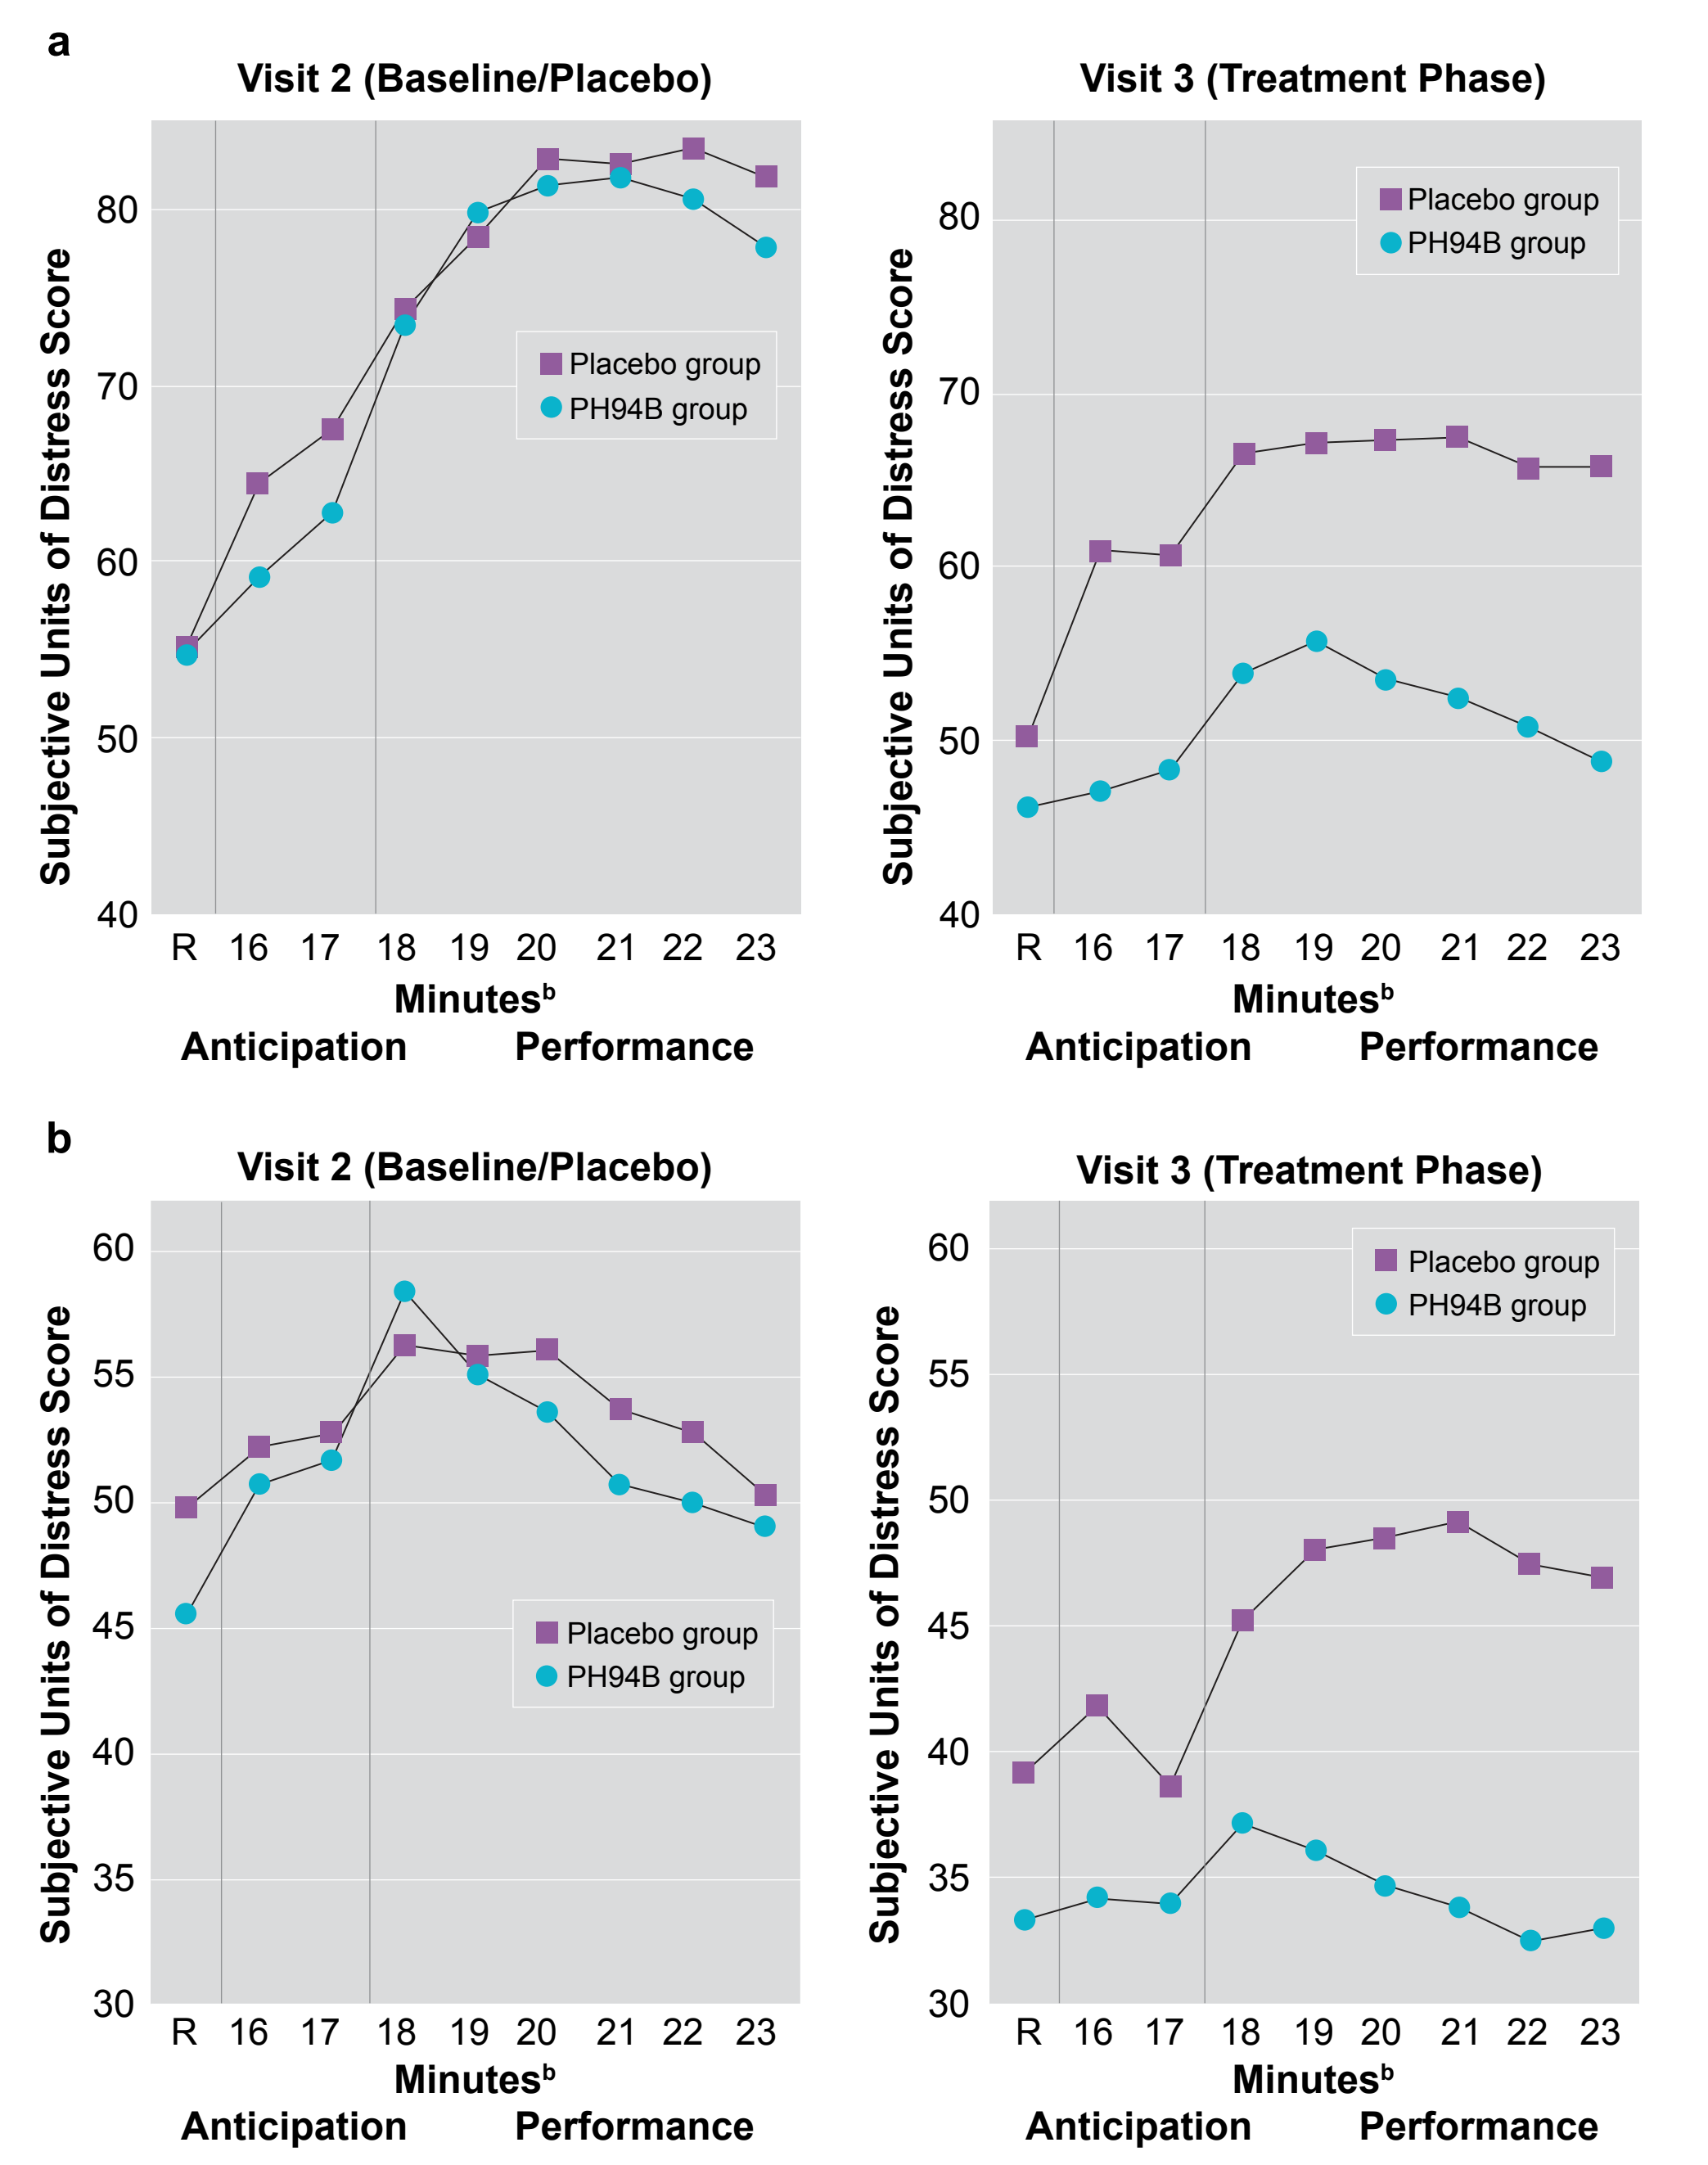 a
Visit 2 (Baseline/Placebo)
Subjective Units of Distress Score
80
70
60
50
40
Placebo group
PH94B group
R 16 17 18 19 20 21 22 23
Minutesᵇ
Anticipation Performance
Visit 3 (Treatment Phase)
Subjective Units of Distress Score
80
70
60
50
40
Placebo group
PH94B group
R 16 17 18 19 20 21 22 23
Minutesᵇ
Anticipation Performance
b
Visit 2 (Baseline/Placebo)
Subjective Units of Distress Score
60
55
50
45
40
35
30
Placebo group
PH94B group
R 16 17 18 19 20 21 22 23
Minutesᵇ
Anticipation Performance
Visit 3 (Treatment Phase)
Subjective Units of Distress Score
60
55
50
45
40
35
30
Placebo group
PH94B group
R 16 17 18 19 20 21 22 23
Minutesᵇ
Anticipation Performance